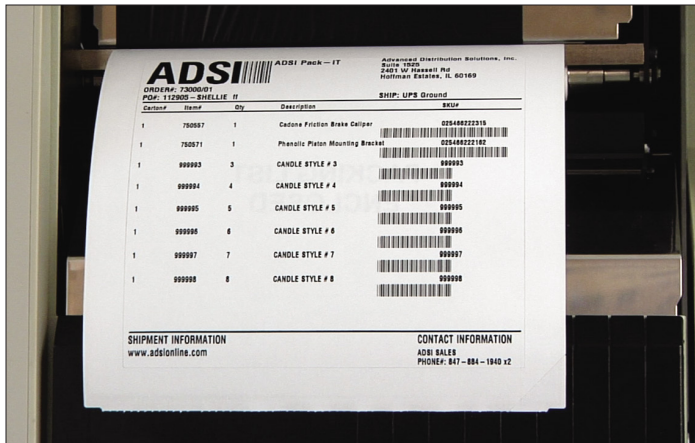 ADSI ADSI Pack-IT
Advanced Distribution Solutions, Inc.
Suite 1525
2401 W Hassell Rd
Hoffman Estates, IL 60169
ORDER#: 73000/01
PO#: 112905-SHELLIE !! SHIP: UPS Ground
Carton# Item# Qty Description SKU#
1 750557 1 Cadone Friction Brake Caliper 025466222315
1 750571 1 Phenolic Piston Mounting Bracket 025466222162
1 999993 3 CANDLE STYLE # 3 999993
1 999994 4 CANDLE STYLE # 4 999994
1 999995 5 CANDLE STYLE # 5 999995
1 999996 6 CANDLE STYLE # 6 999996
1 999997 7 CANDLE STYLE # 7 999997
1 999998 8 CANDLE STYLE # 8 999998
SHIPMENT INFORMATION CONTACT INFORMATION
www.adsionline.com ADSI SALES
PHONE#: 847-884-1940 x2